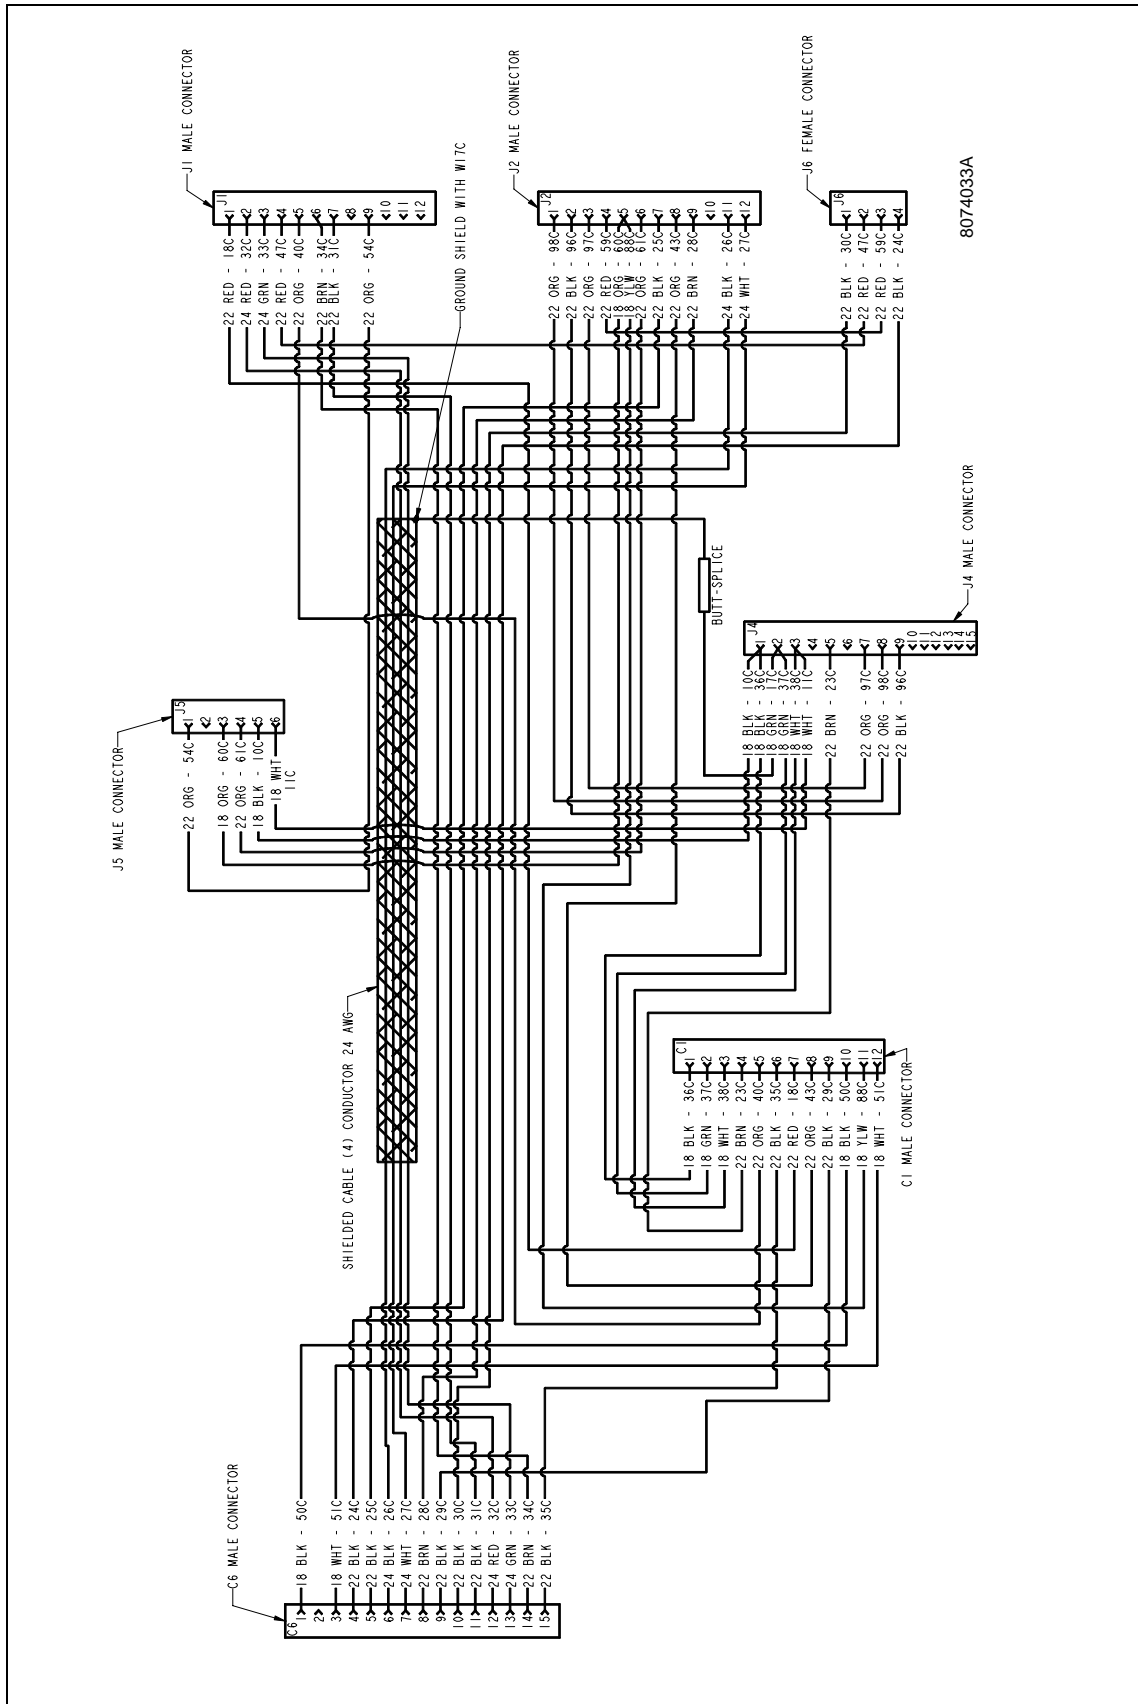 J1 MALE CONNECTOR
J1
1
2
3
4
5
6
7
8
9
10
11
12
22 RED - 18C
24 RED - 32C
24 GRN - 33C
22 RED - 47C
22 ORG - 40C
22 BRN - 34C
22 BLK - 31C
22 ORG - 54C
GROUND SHIELD WITH W17C
J2 MALE CONNECTOR
J2
1
2
3
4
5
6
7
8
9
10
11
12
22 ORG - 98C
22 BLK - 96C
22 ORG - 97C
22 RED - 59C
18 ORG - 60C
18 YLW - 88C
22 ORG - 61C
22 BLK - 25C
22 ORG - 43C
22 BRN - 28C
24 BLK - 26C
24 WHT - 27C
J6 FEMALE CONNECTOR
J6
1
2
3
4
22 BLK - 30C
22 RED - 47C
22 RED - 59C
22 BLK - 24C
8074033A
J5 MALE CONNECTOR
J5
1
2
3
4
5
6
22 ORG - 54C
18 ORG - 60C
22 ORG - 61C
18 BLK - 10C
18 WHT
11C
BUTT-SPLICE
J4 MALE CONNECTOR
J4
1
2
3
4
5
6
7
8
9
10
11
12
13
14
15
18 BLK - 10C
18 BLK - 36C
18 GRN - 17C
18 GRN - 37C
18 WHT - 38C
18 WHT - 11C
22 BRN - 23C
22 ORG - 97C
22 ORG - 98C
22 BLK - 96C
SHIELDED CABLE (4) CONDUCTOR 24 AWG
C1 MALE CONNECTOR
C1
1
2
3
4
5
6
7
8
9
10
11
12
18 BLK - 36C
18 GRN - 37C
18 WHT - 38C
22 BRN - 23C
22 ORG - 40C
22 BLK - 35C
22 RED - 18C
22 ORG - 43C
22 BLK - 29C
18 BLK - 50C
18 YLW - 88C
18 WHT - 51C
C6 MALE CONNECTOR
C6
1
2
3
4
5
6
7
8
9
10
11
12
13
14
15
18 BLK - 50C
18 WHT - 51C
22 BLK - 24C
22 BLK - 25C
24 BLK - 26C
24 WHT - 27C
22 BRN - 28C
22 BLK - 29C
22 BLK - 30C
22 BLK - 31C
24 RED - 32C
24 GRN - 33C
22 BRN - 34C
22 BLK - 35C